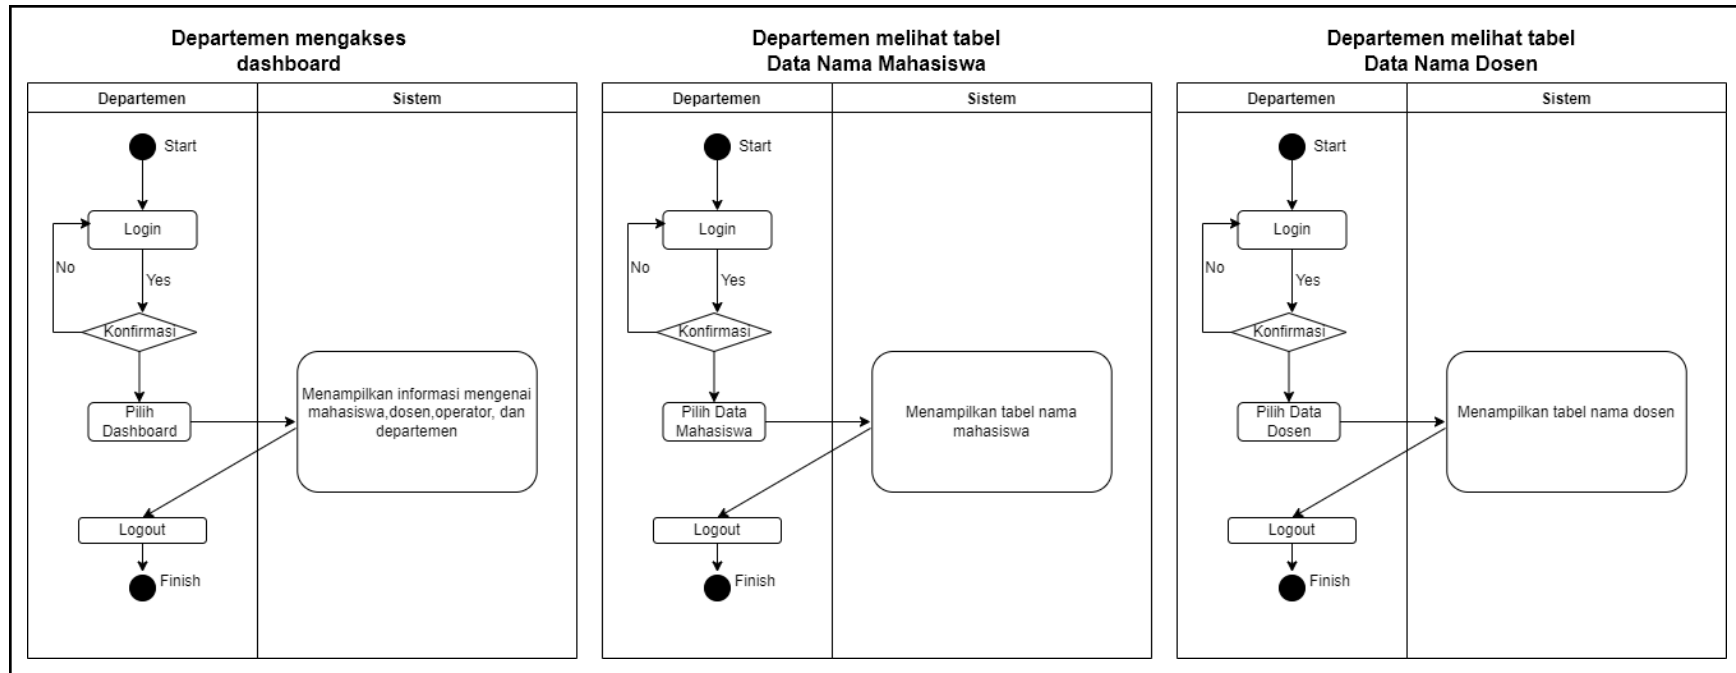 Departemen mengakses
dashboard
Departemen
Sistem
Start
Login
No
Yes
Konfirmasi
Menampilkan informasi mengenai
mahasiswa,dosen,operator, dan
departemen
Pilih
Dashboard
Logout
Finish
Departemen melihat tabel
Data Nama Mahasiswa
Departemen
Sistem
Start
Login
No
Yes
Konfirmasi
Pilih Data
Mahasiswa
Menampilkan tabel nama
mahasiswa
Logout
Finish
Departemen melihat tabel
Data Nama Dosen
Departemen
Sistem
Start
Login
No
Yes
Konfirmasi
Pilih Data
Dosen
Menampilkan tabel nama dosen
Logout
Finish